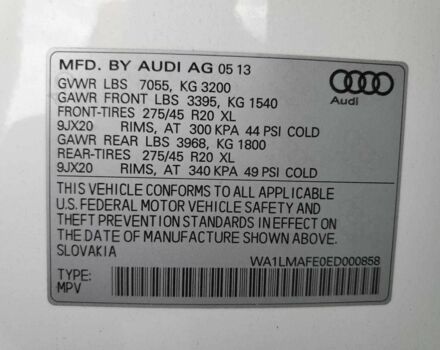 MFD. BY AUDI AG 05 13
GVWR LBS 7055, KG 3200
GAWR FRONT LBS 3395, KG 1540
FRONT-TIRES 275/45 R20 XL
9JX20 RIMS, AT 300 KPA 44 PSI COLD
GAWR REAR LBS 3968, KG 1800
REAR-TIRES 275/45 R20 XL
9JX20 RIMS, AT 340 KPA 49 PSI COLD
Audi
THIS VEHICLE CONFORMS TO ALL APPLICABLE
U.S. FEDERAL MOTOR VEHICLE SAFETY AND
THEFT PREVENTION STANDARDS IN EFFECT ON
THE DATE OF MANUFACTURE SHOWN ABOVE.
SLOVAKIA
WA1LMAFE0ED000858
TYPE:
MPV